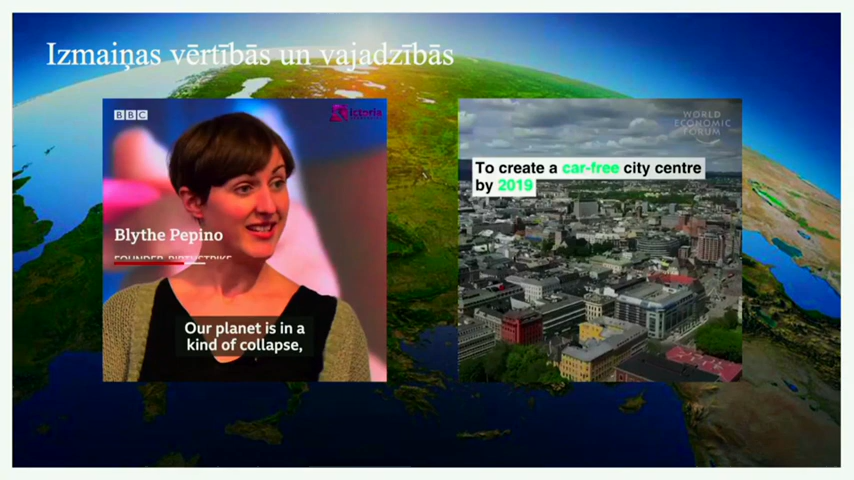 Izmaiņas vērtībās un vajadzībās
BBC
WORLD
ECONOMIC
FORUM
To create a car-free city centre
by 2019
Blythe Pepino
Our planet is in a
kind of collapse,